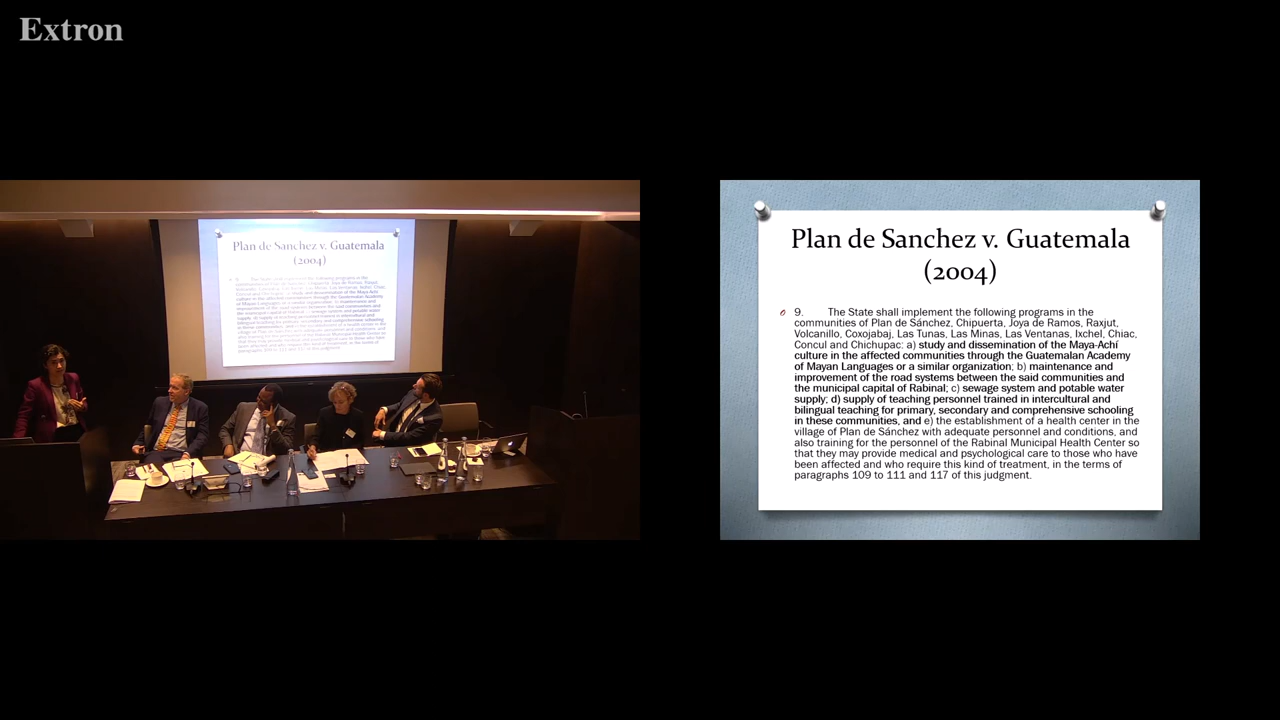 Extron
Plan de Sanchez v. Guatemala
(2004)
Plan de Sanchez v. Guatemala
(2004)
The State shall implement the following programs in the
communities of Plan de Sánchez, Chipuerta, Joya de Ramos, Raxjut,
Volcanillo, Coxojabaj, Las Tunas, Las Minas, Las Ventanas, Ixchel, Chiac,
Concul and Chichupac: a) study and dissemination of the Maya-Achí
culture in the affected communities through the Guatemalan Academy
of Mayan Languages or a similar organization; b) maintenance and
improvement of the road systems between the said communities and
the municipal capital of Rabinal; c) sewage system and potable water
supply; d) supply of teaching personnel trained in intercultural and
bilingual teaching for primary, secondary and comprehensive schooling
in these communities, and e) the establishment of a health center in the
village of Plan de Sánchez with adequate personnel and conditions, and
also training for the personnel of the Rabinal Municipal Health Center so
that they may provide medical and psychological care to those who have
been affected and who require this kind of treatment, in the terms of
paragraphs 109 to 111 and 117 of this judgment.